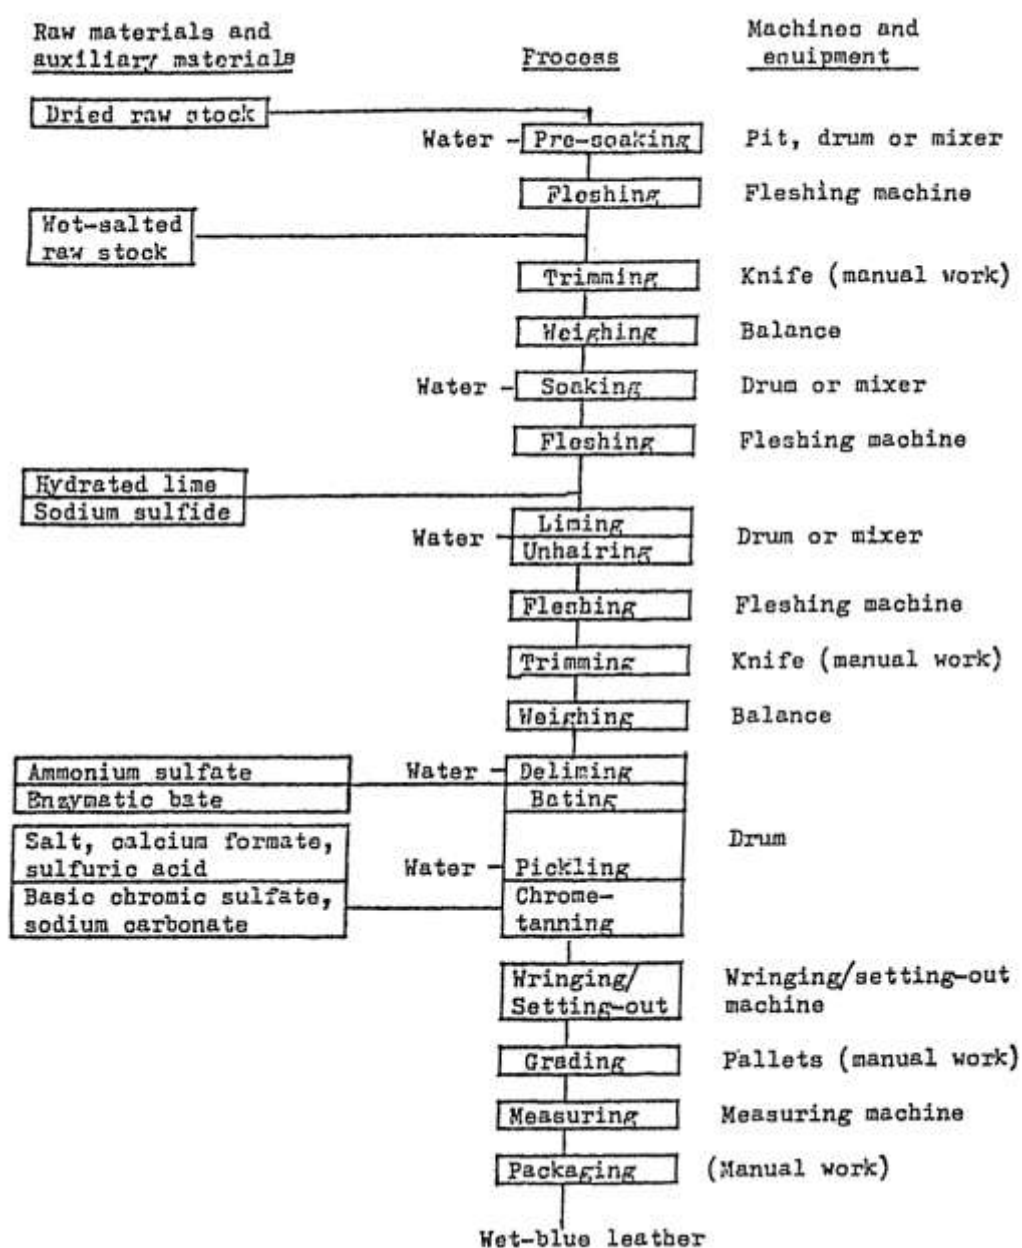 Raw materials and
auxiliary materials
Frocess
Machines and
equipment
Dried raw stock
Water
Pre-soaking
Pit, drum or mixer
Fleshing
Fleshing machine
Wet-salted
raw stock
Trimming
Knife (manual work)
Weighing
Balance
Water
Soaking
Drum or mixer
Fleshing
Fleshing machine
Hydrated lime
Sodium sulfide
Water
Liming
Unhairing
Drum or mixer
Fleshing
Fleshing machine
Trimming
Knife (manual work)
Weighing
Balance
Ammonium sulfate
Enzymatic bate
Water
Deliming
Bating
Salt, calcium formate,
sulfuric acid
Water
Pickling
Drum
Basic chromic sulfate,
sodium carbonate
Chrome-
tanning
Wringing/
Setting-out
Wringing/setting-out
machine
Grading
Pallets (manual work)
Measuring
Measuring machine
Packaging
(Manual work)
Wet-blue leather